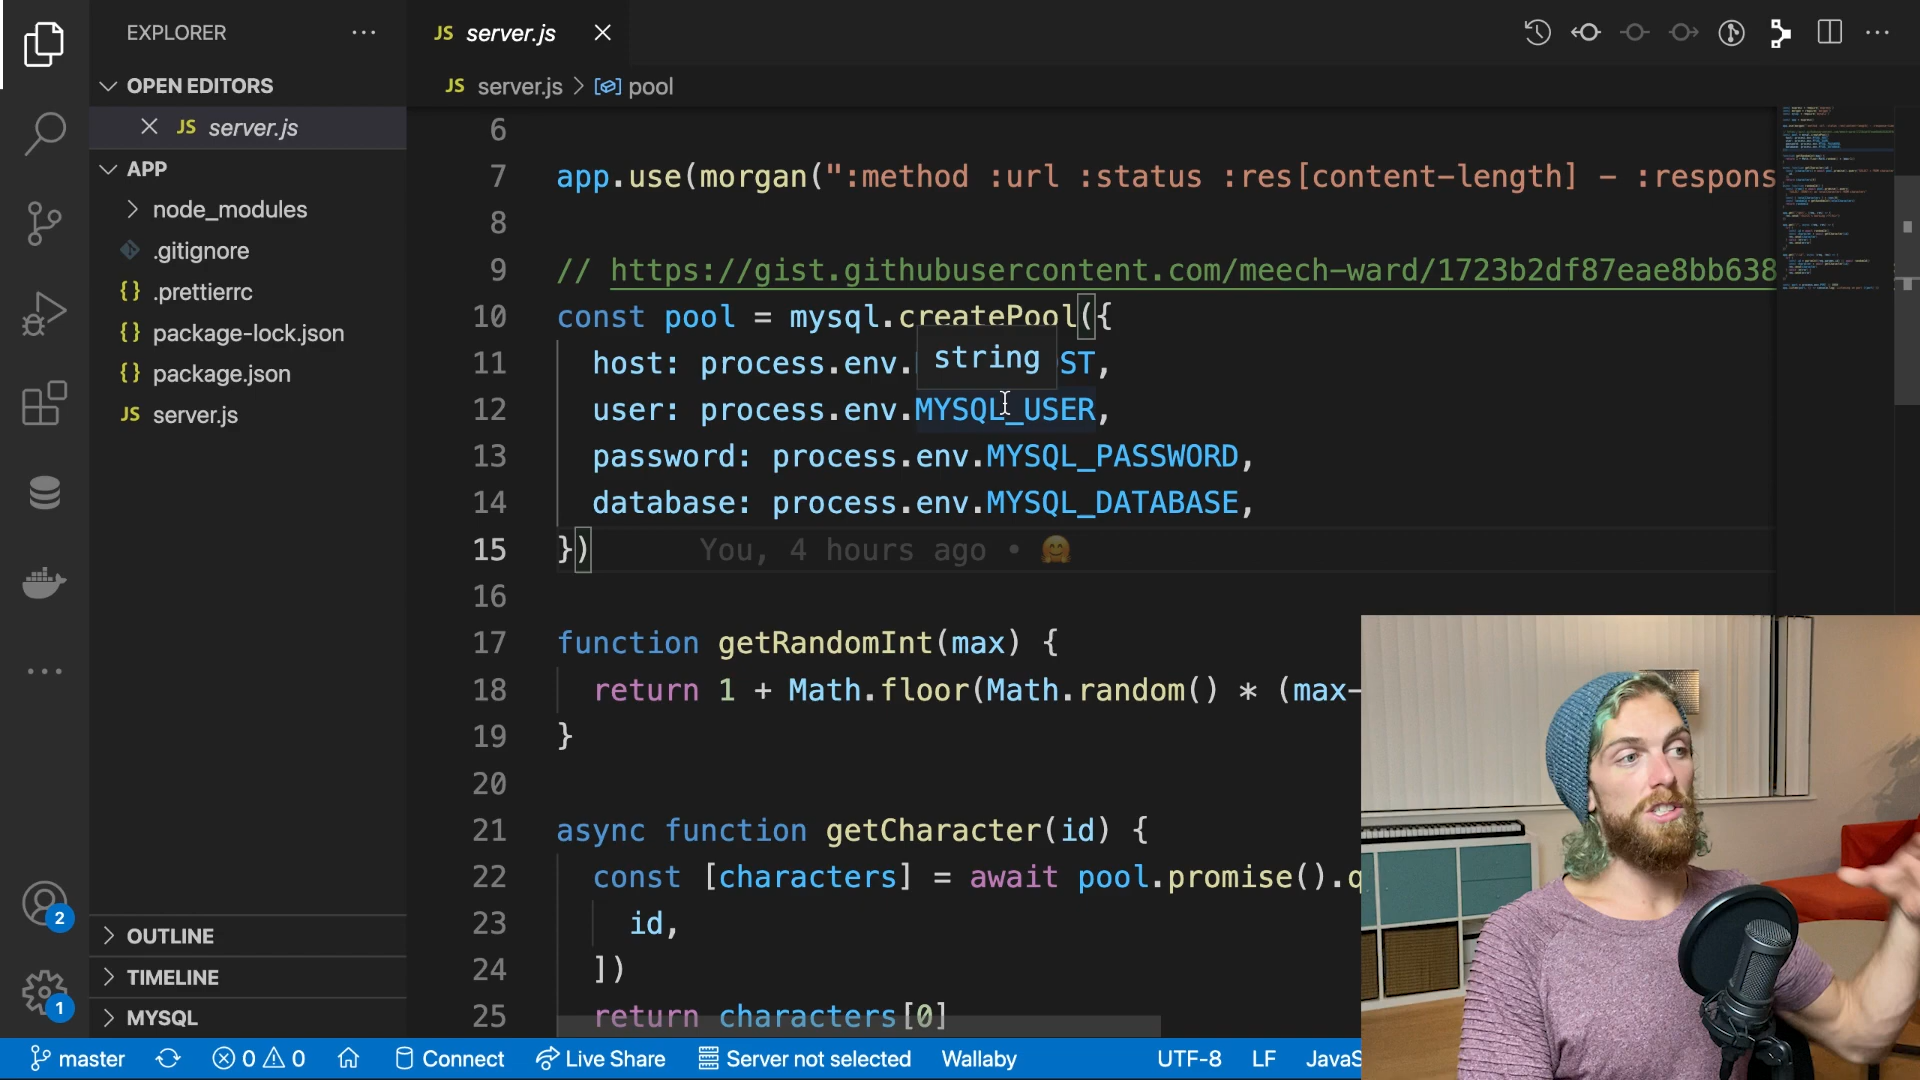 EXPLORER
OPEN EDITORS
JS server.js
APP
node_modules
.gitignore
{} .prettierrc
{} package-lock.json
{} package.json
JS server.js
OUTLINE
TIMELINE
MYSQL
2
1
JS server.js
JS server.js > pool
6
7 app.use(morgan(":method :url :status :res[content-length] - :respons
8
9 // https://gist.githubusercontent.com/meech-ward/1723b2df87eae8bb638
10 const pool = mysql.createPool({
string
11 host: process.env. ST,
12 user: process.env.MYSQL_USER,
13 password: process.env.MYSQL_PASSWORD,
14 database: process.env.MYSQL_DATABASE,
15 }) You, 4 hours ago • 🤗
16
17 function getRandomInt(max) {
18 return 1 + Math.floor(Math.random() * (max-
19 }
20
21 async function getCharacter(id) {
22 const [characters] = await pool.promise().q
23 id,
24 ])
25 return characters[0]
master 0 0 Connect Live Share Server not selected Wallaby UTF-8 LF JavaS